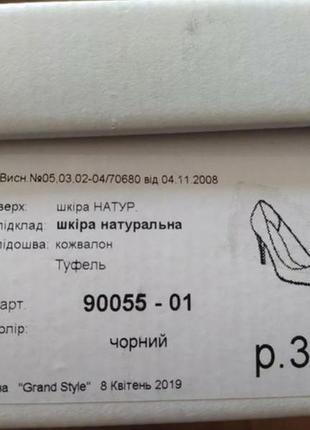 Висн.№05,03,02-04/70680 від 04.11.2008
верх: шкіра НАТУР.
підклад: шкіра натуральна
підошва: кожвалон
Туфель
арт. 90055 - 01
колір:
чорний
р.3
"Grand Style" 8 Квітень 2019